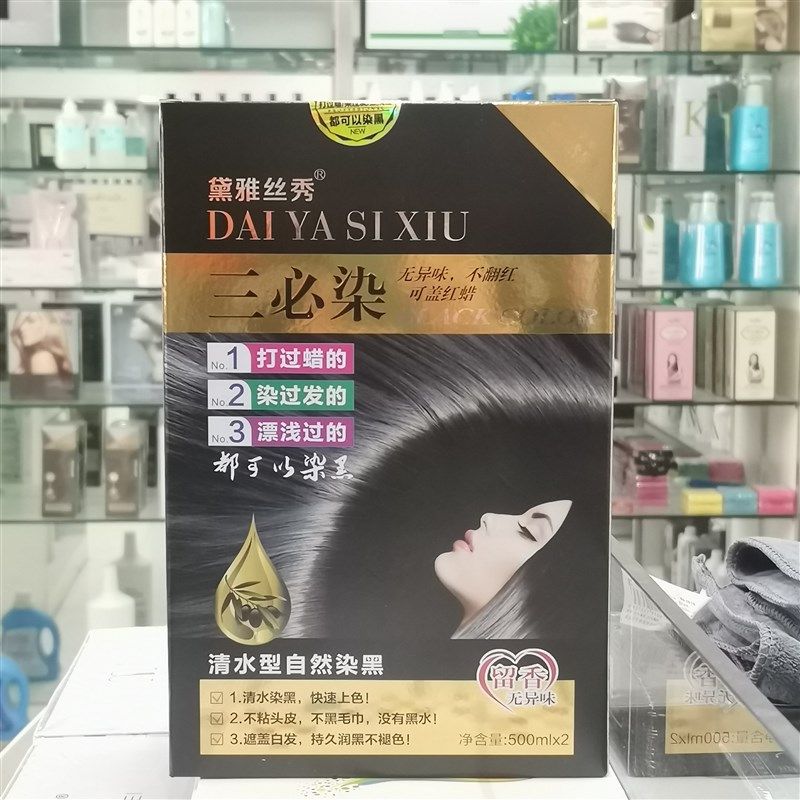 都可以染黑
NEW
黛雅丝秀®
DAI YA SI XIU
三必染
无异味，不翻红
可盖红蜡
BLACK COLOR
No.1 打过蜡的
No.2 染过发的
No.3 漂浅过的
都可以染黑
清水型自然染黑
留香
无异味
☑ 1.清水染黑，快速上色！
☑ 2.不粘头皮，不黑毛巾，没有黑水！
☑ 3.遮盖白发，持久润黑不褪色！
净含量:500mlx2
K